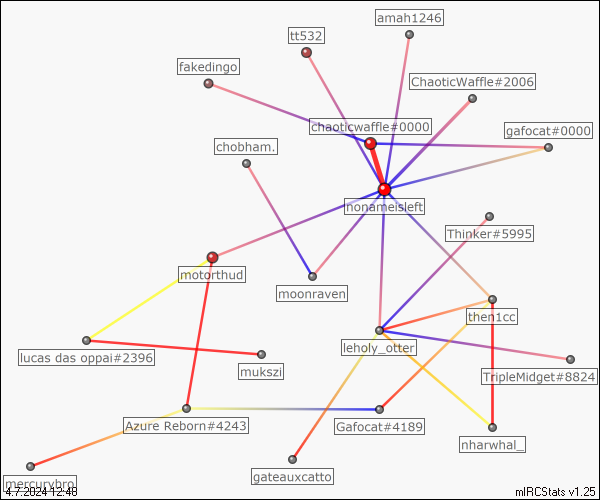 amah1246
tt532
fakedingo
ChaoticWaffle#2006
chaoticwaffle#0000
gafocat#0000
chobham.
nonameisleft
Thinker#5995
motorthud
moonraven
then1cc
leholy_otter
lucas das oppai#2396
mukszi
TripleMidget#8824
Azure Reborn#4243
Gafocat#4189
nharwhal_
gateauxcatto
mercurybro
4.7.2024 12:48
mIRCStats v1.25